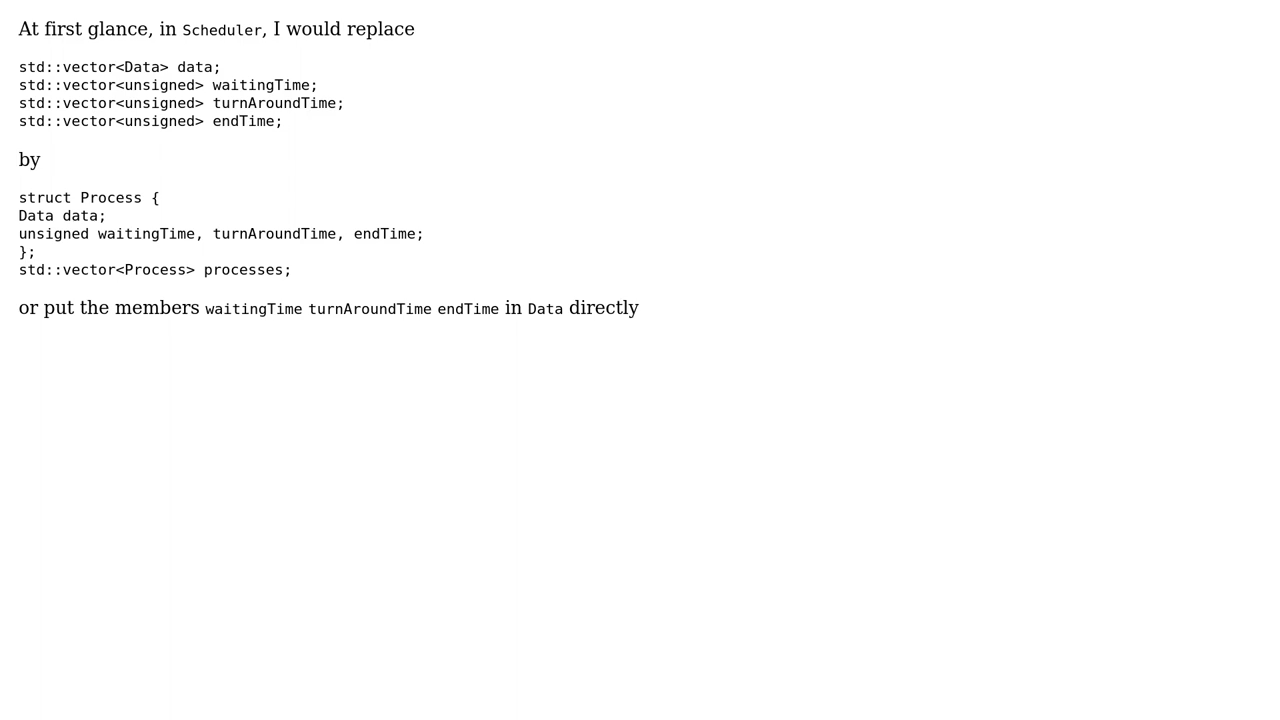 At first glance, in Scheduler, I would replace
std::vector<Data> data;
std::vector<unsigned> waitingTime;
std::vector<unsigned> turnAroundTime;
std::vector<unsigned> endTime;
by
struct Process {
Data data;
unsigned waitingTime, turnAroundTime, endTime;
};
std::vector<Process> processes;
or put the members waitingTime turnAroundTime endTime in Data directly